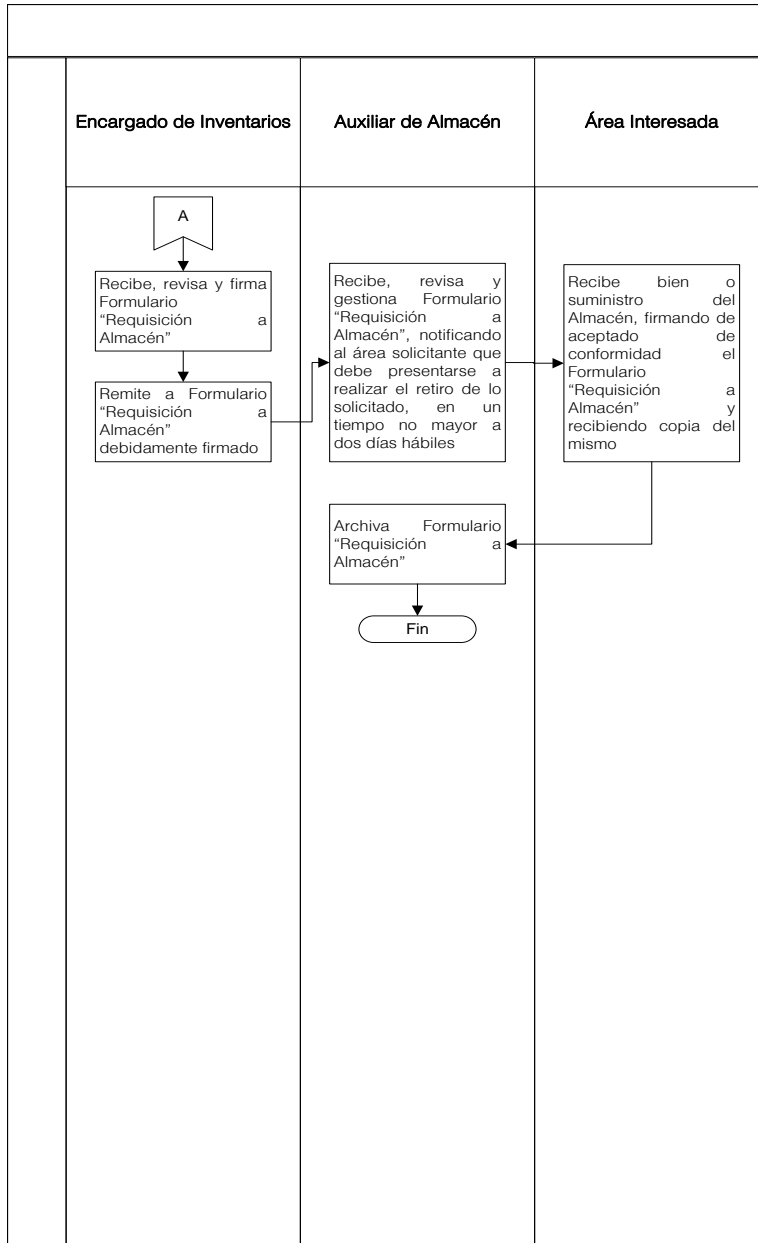 Encargado de Inventarios
Auxiliar de Almacén
Área Interesada
A
Recibe, revisa y firma
Formulario
“Requisición a
Almacén”
Remite a Formulario
“Requisición a
Almacén”
debidamente firmado
Recibe, revisa y
gestiona Formulario
“Requisición a
Almacén”, notificando
al área solicitante que
debe presentarse a
realizar el retiro de lo
solicitado, en un
tiempo no mayor a
dos días hábiles
Recibe bien o
suministro del
Almacén, firmando de
aceptado de
conformidad el
Formulario
“Requisición a
Almacén” y
recibiendo copia del
mismo
Archiva Formulario
“Requisición a
Almacén”
Fin